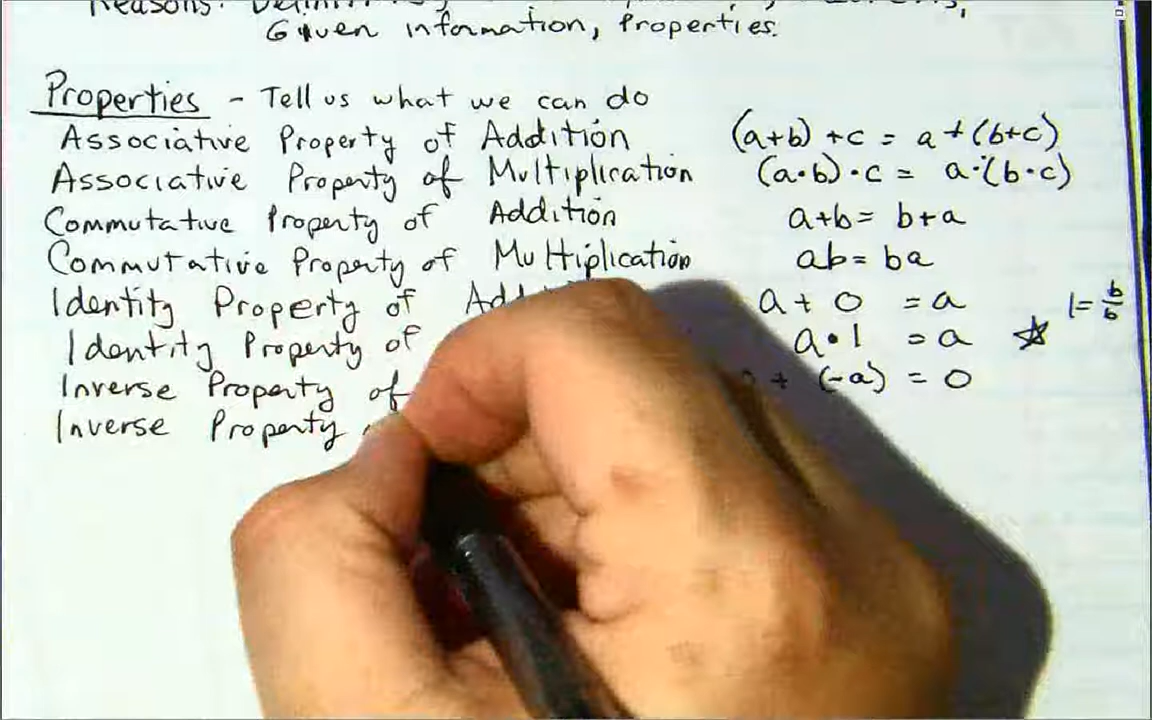 Reasons:
Given information, Properties.
Properties - Tell us what we can do
Associative Property of Addition (a+b)+c = a+(b+c)
Associative Property of Multiplication (a·b)·c = a·(b·c)
Commutative Property of Addition a+b = b+a
Commutative Property of Multiplication ab = ba
Identity Property of a + 0 = a 1 = b/b
Identity Property of a·1 = a ☆
Inverse Property of + (-a) = 0
Inverse Property